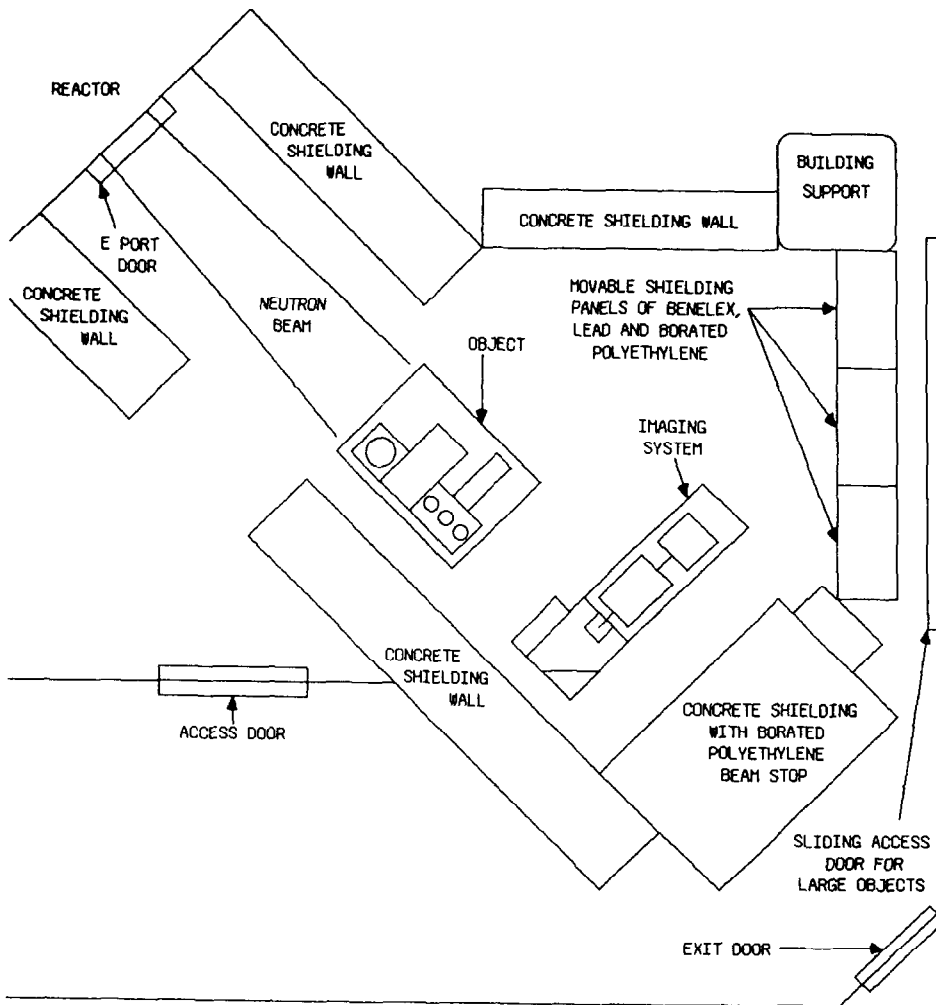 REACTOR
CONCRETE
SHIELDING
WALL
BUILDING
SUPPORT
CONCRETE SHIELDING WALL
E PORT
DOOR
CONCRETE
SHIELDING
WALL
NEUTRON
BEAM
MOVABLE SHIELDING
PANELS OF BENELEX,
LEAD AND BORATED
POLYETHYLENE
OBJECT
IMAGING
SYSTEM
CONCRETE
SHIELDING
WALL
ACCESS DOOR
CONCRETE SHIELDING
WITH BORATED
POLYETHYLENE
BEAM STOP
SLIDING ACCESS
DOOR FOR
LARGE OBJECTS
EXIT DOOR